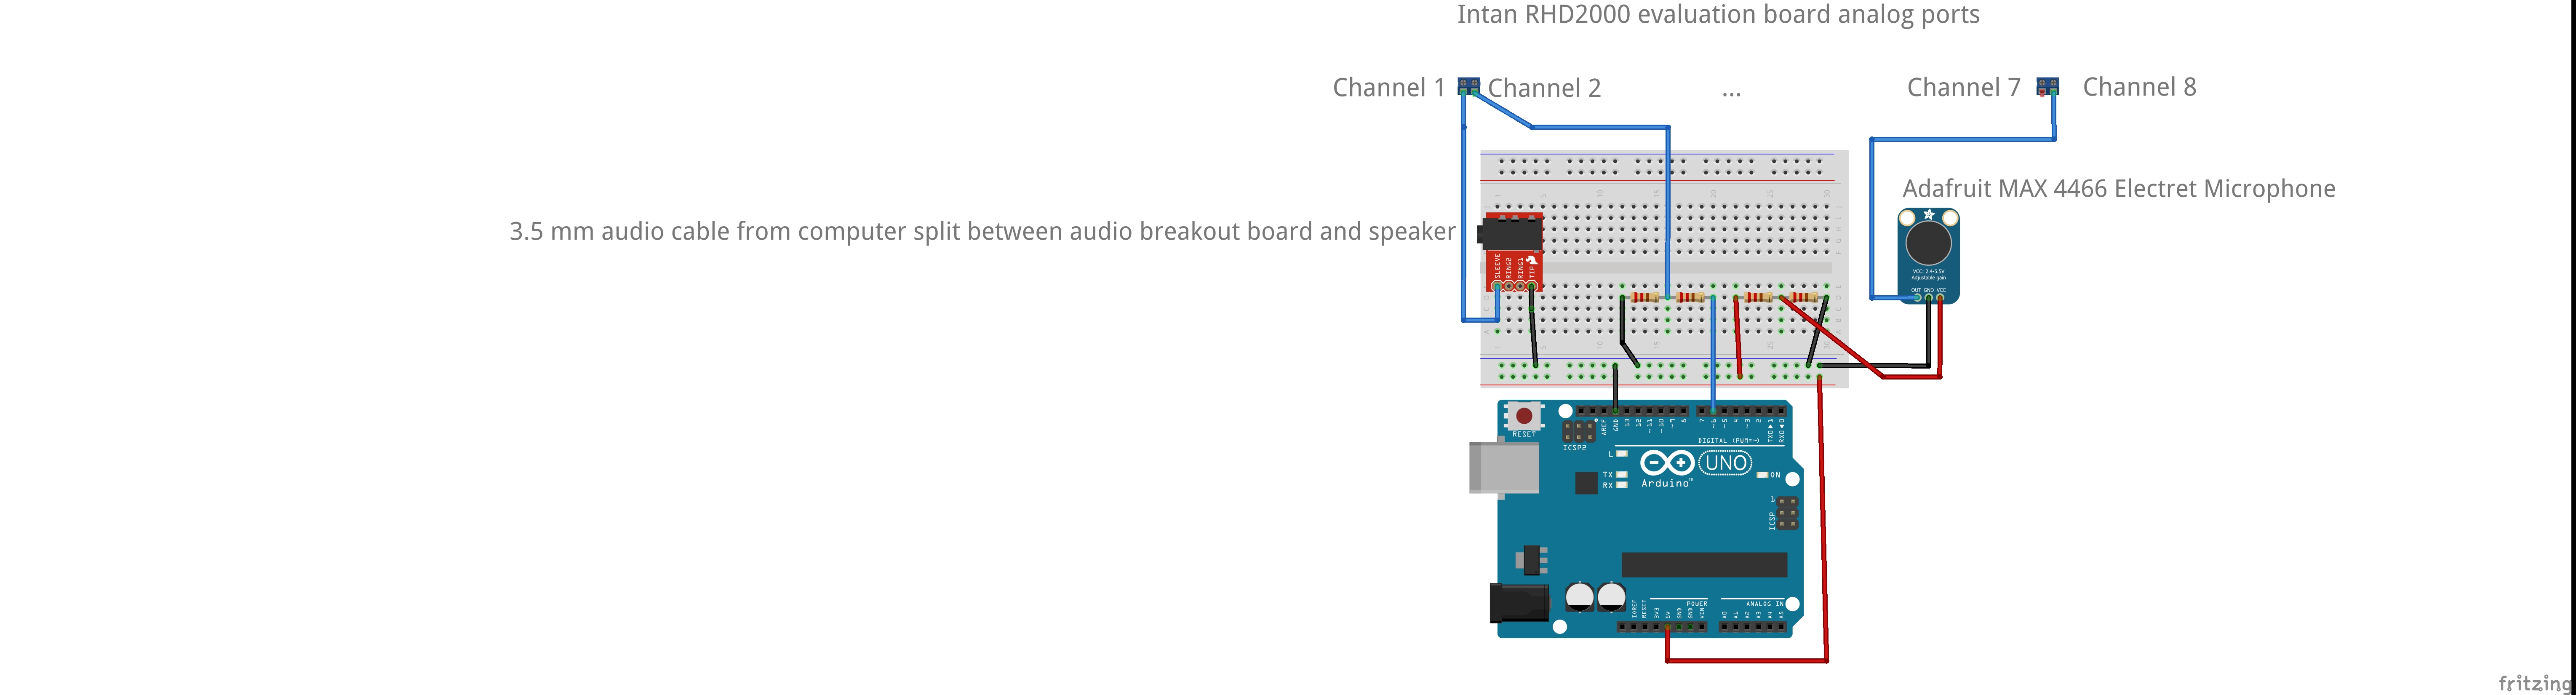 Intan RHD2000 evaluation board analog ports
Channel 1
Channel 2
...
Channel 7
Channel 8
Adafruit MAX 4466 Electret Microphone
3.5 mm audio cable from computer split between audio breakout board and speaker
SLEEVE
RING2
RING1
TIP
VCC: 2.4-5.5V
Adjustable gain
OUT GND VCC
RESET
ICSP2
AREF
GND
13
12
~11
~10
~9
8
7
~6
~5
4
~3
2
TX0▶1
RX0◀0
DIGITAL (PWM=~)
L
TX
RX
UNO
Arduino™
ON
1
ICSP
POWER
ANALOG IN
IOREF
RESET
3V3
5V
GND
GND
VIN
A0
A1
A2
A3
A4
A5
fritzing